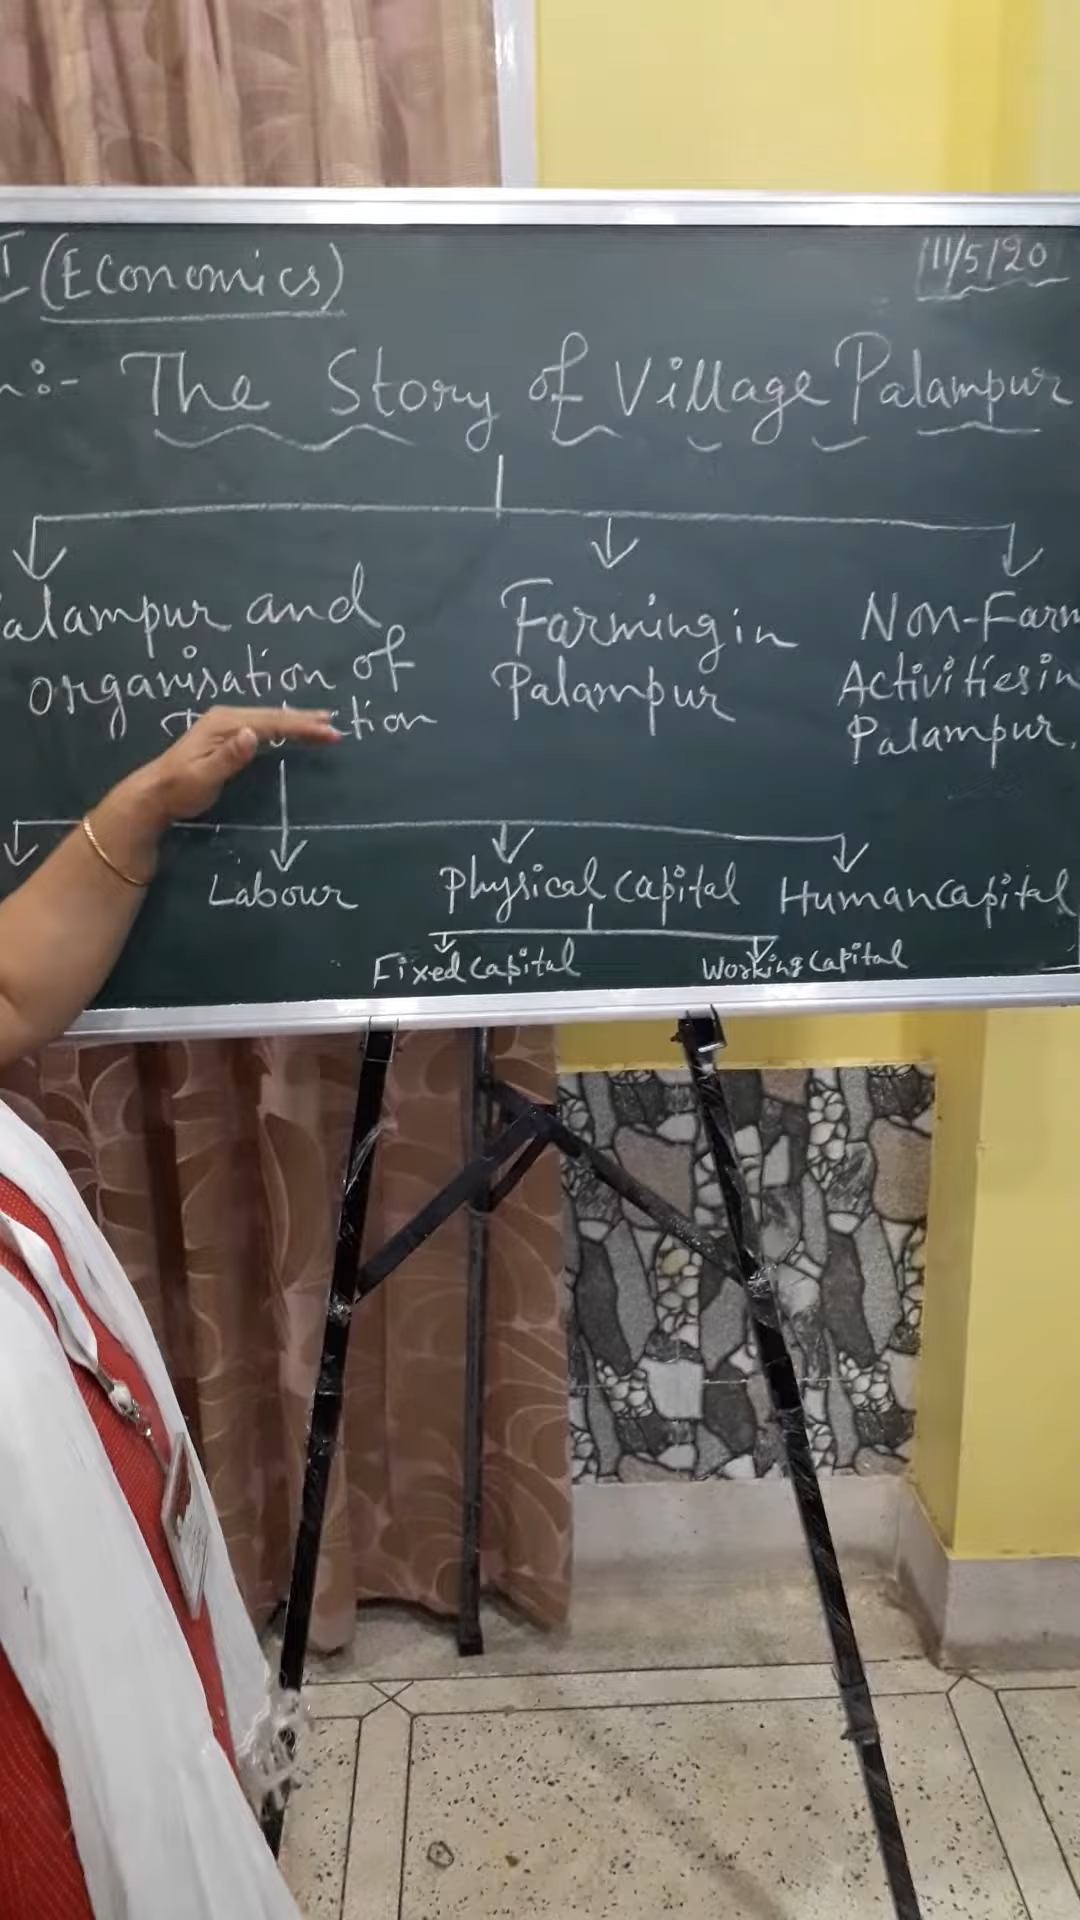 I (Economics)
11/5/20
:- The Story of Village Palampur
alampur and
organisation of
ction
Farming in
Palampur
Non-Farm
Activities in
Palampur.
Labour
Physical Capital
Human Capital
Fixed Capital
Working Capital